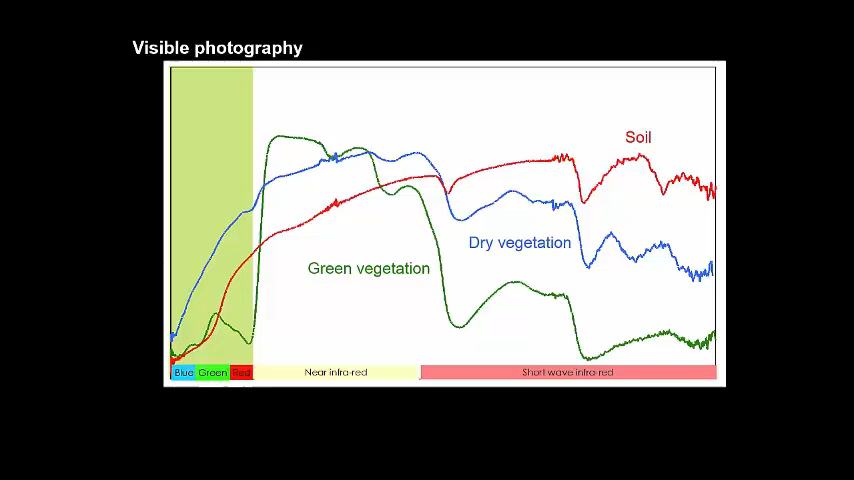 Visible photography
Soil
Dry vegetation
Green vegetation
Blue Green Red Near infra-red Short wave infra-red